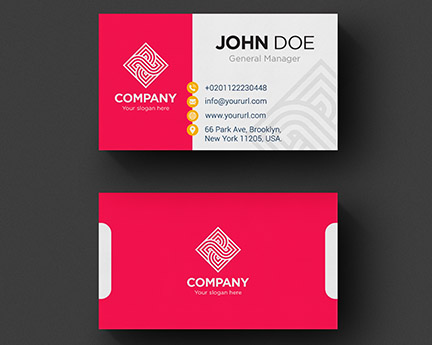 JOHN DOE
General Manager
COMPANY
Your slogan here
+0201122230448
info@yoururl.com
www.yoururl.com
66 Park Ave, Brooklyn,
New York 11205, USA.
COMPANY
Your slogan here